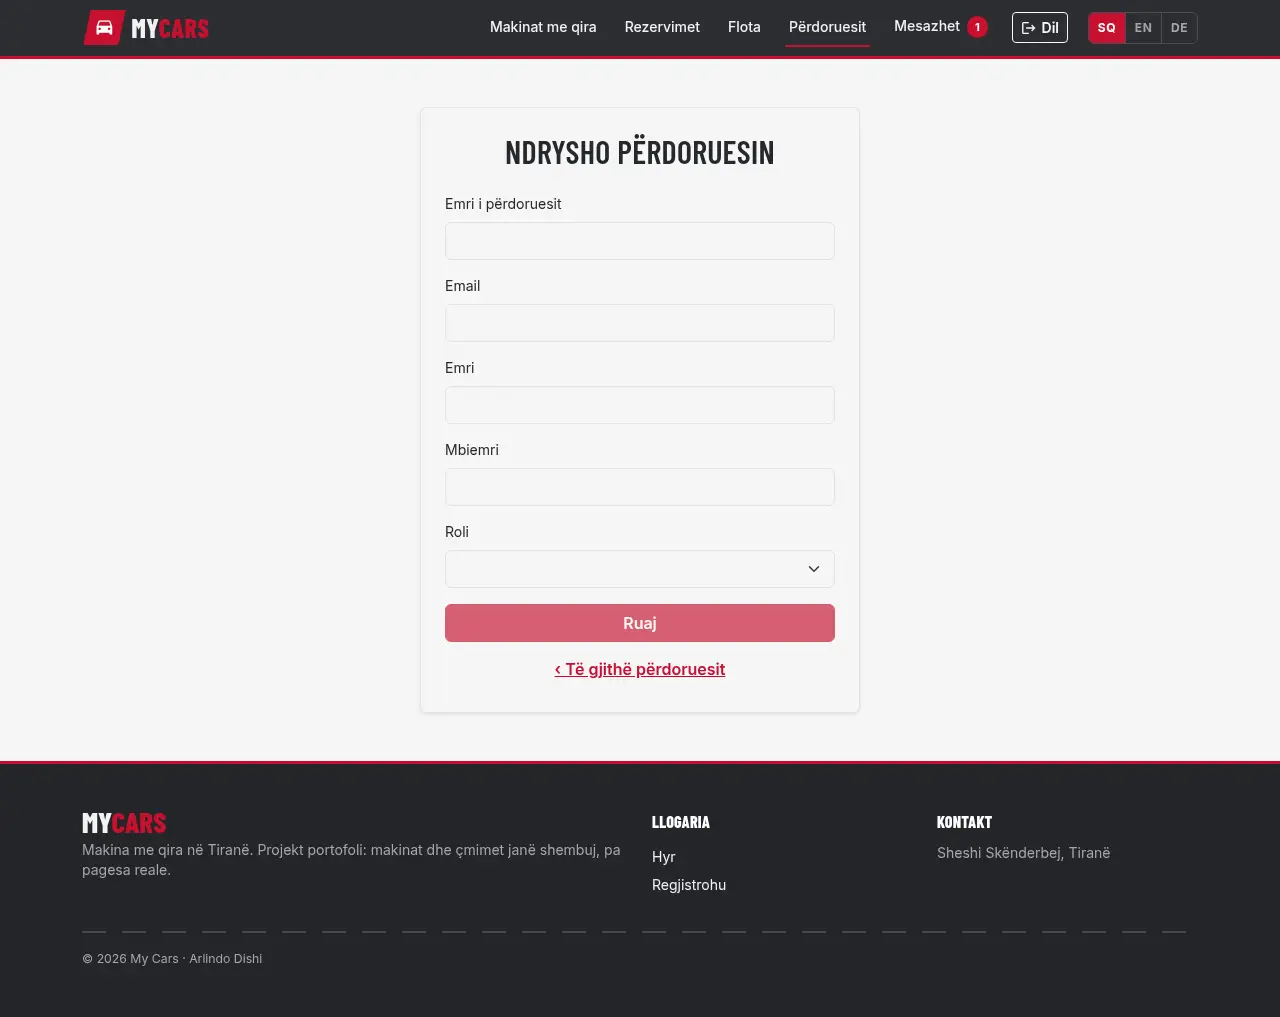 MYCARS
Makinat me qira
Rezervimet
Flota
Përdoruesit
Mesazhet 1
Dil
SQ EN DE
NDRYSHO PËRDORUESIN
Emri i përdoruesit
Email
Emri
Mbiemri
Roli
Ruaj
‹ Të gjithë përdoruesit
MYCARS
Makina me qira në Tiranë. Projekt portofoli: makinat dhe çmimet janë shembuj, pa
pagesa reale.
LLOGARIA
Hyr
Regjistrohu
KONTAKT
Sheshi Skënderbej, Tiranë
© 2026 My Cars · Arlindo Dishi